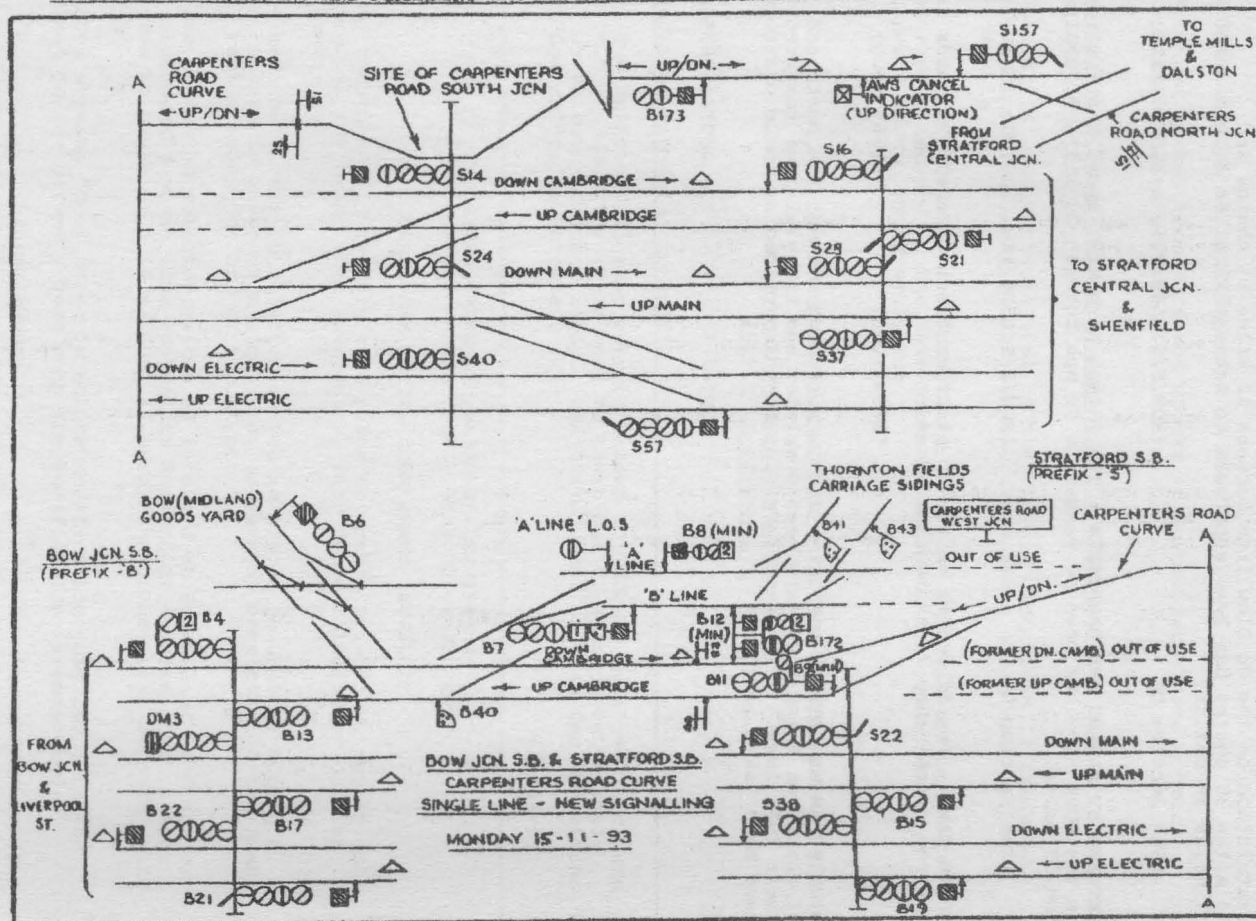 S157
TO
TEMPLE MILLS
&
DALSTON
A
CARPENTERS
ROAD
CURVE
←UP/DN→
SITE OF CARPENTERS
ROAD SOUTH JCN
← UP/DN. →
B173
AWS CANCEL
INDICATOR
(UP DIRECTION)
CARPENTERS
ROAD NORTH JCN
FROM
STRATFORD
CENTRAL JCN.
S14
S16
DOWN CAMBRIDGE →
← UP CAMBRIDGE
S24
S28
S21
DOWN MAIN →
← UP MAIN
TO STRATFORD
CENTRAL JCN.
&
SHENFIELD
S37
S40
DOWN ELECTRIC →
← UP ELECTRIC
S57
A
THORNTON FIELDS
CARRIAGE SIDINGS
STRATFORD S.B.
(PREFIX - 'S')
BOW (MIDLAND)
GOODS YARD
B6
'A' LINE' L.O.S
B8 (MIN)
B41
B43
CARPENTERS ROAD
WEST JCN
CARPENTERS ROAD
CURVE
A
BOW JCN. S.B.
(PREFIX - 'B')
'A'
LINE
OUT OF USE
'B' LINE
UP/DN.
2
B4
B7
B12
(MIN)
2
B172
DOWN
CAMBRIDGE →
(FORMER DN. CAMB) OUT OF USE
B11
← UP CAMBRIDGE
(FORMER UP CAMB) OUT OF USE
DM3
B13
B40
S22
DOWN MAIN →
FROM
BOW JCN.
&
LIVERPOOL
ST.
BOW JCN. S.B. & STRATFORD S.B.
CARPENTERS ROAD CURVE
SINGLE LINE - NEW SIGNALLING
MONDAY 15-11-93
← UP MAIN
B22
B17
S38
B15
DOWN ELECTRIC →
← UP ELECTRIC
B21
B19
A